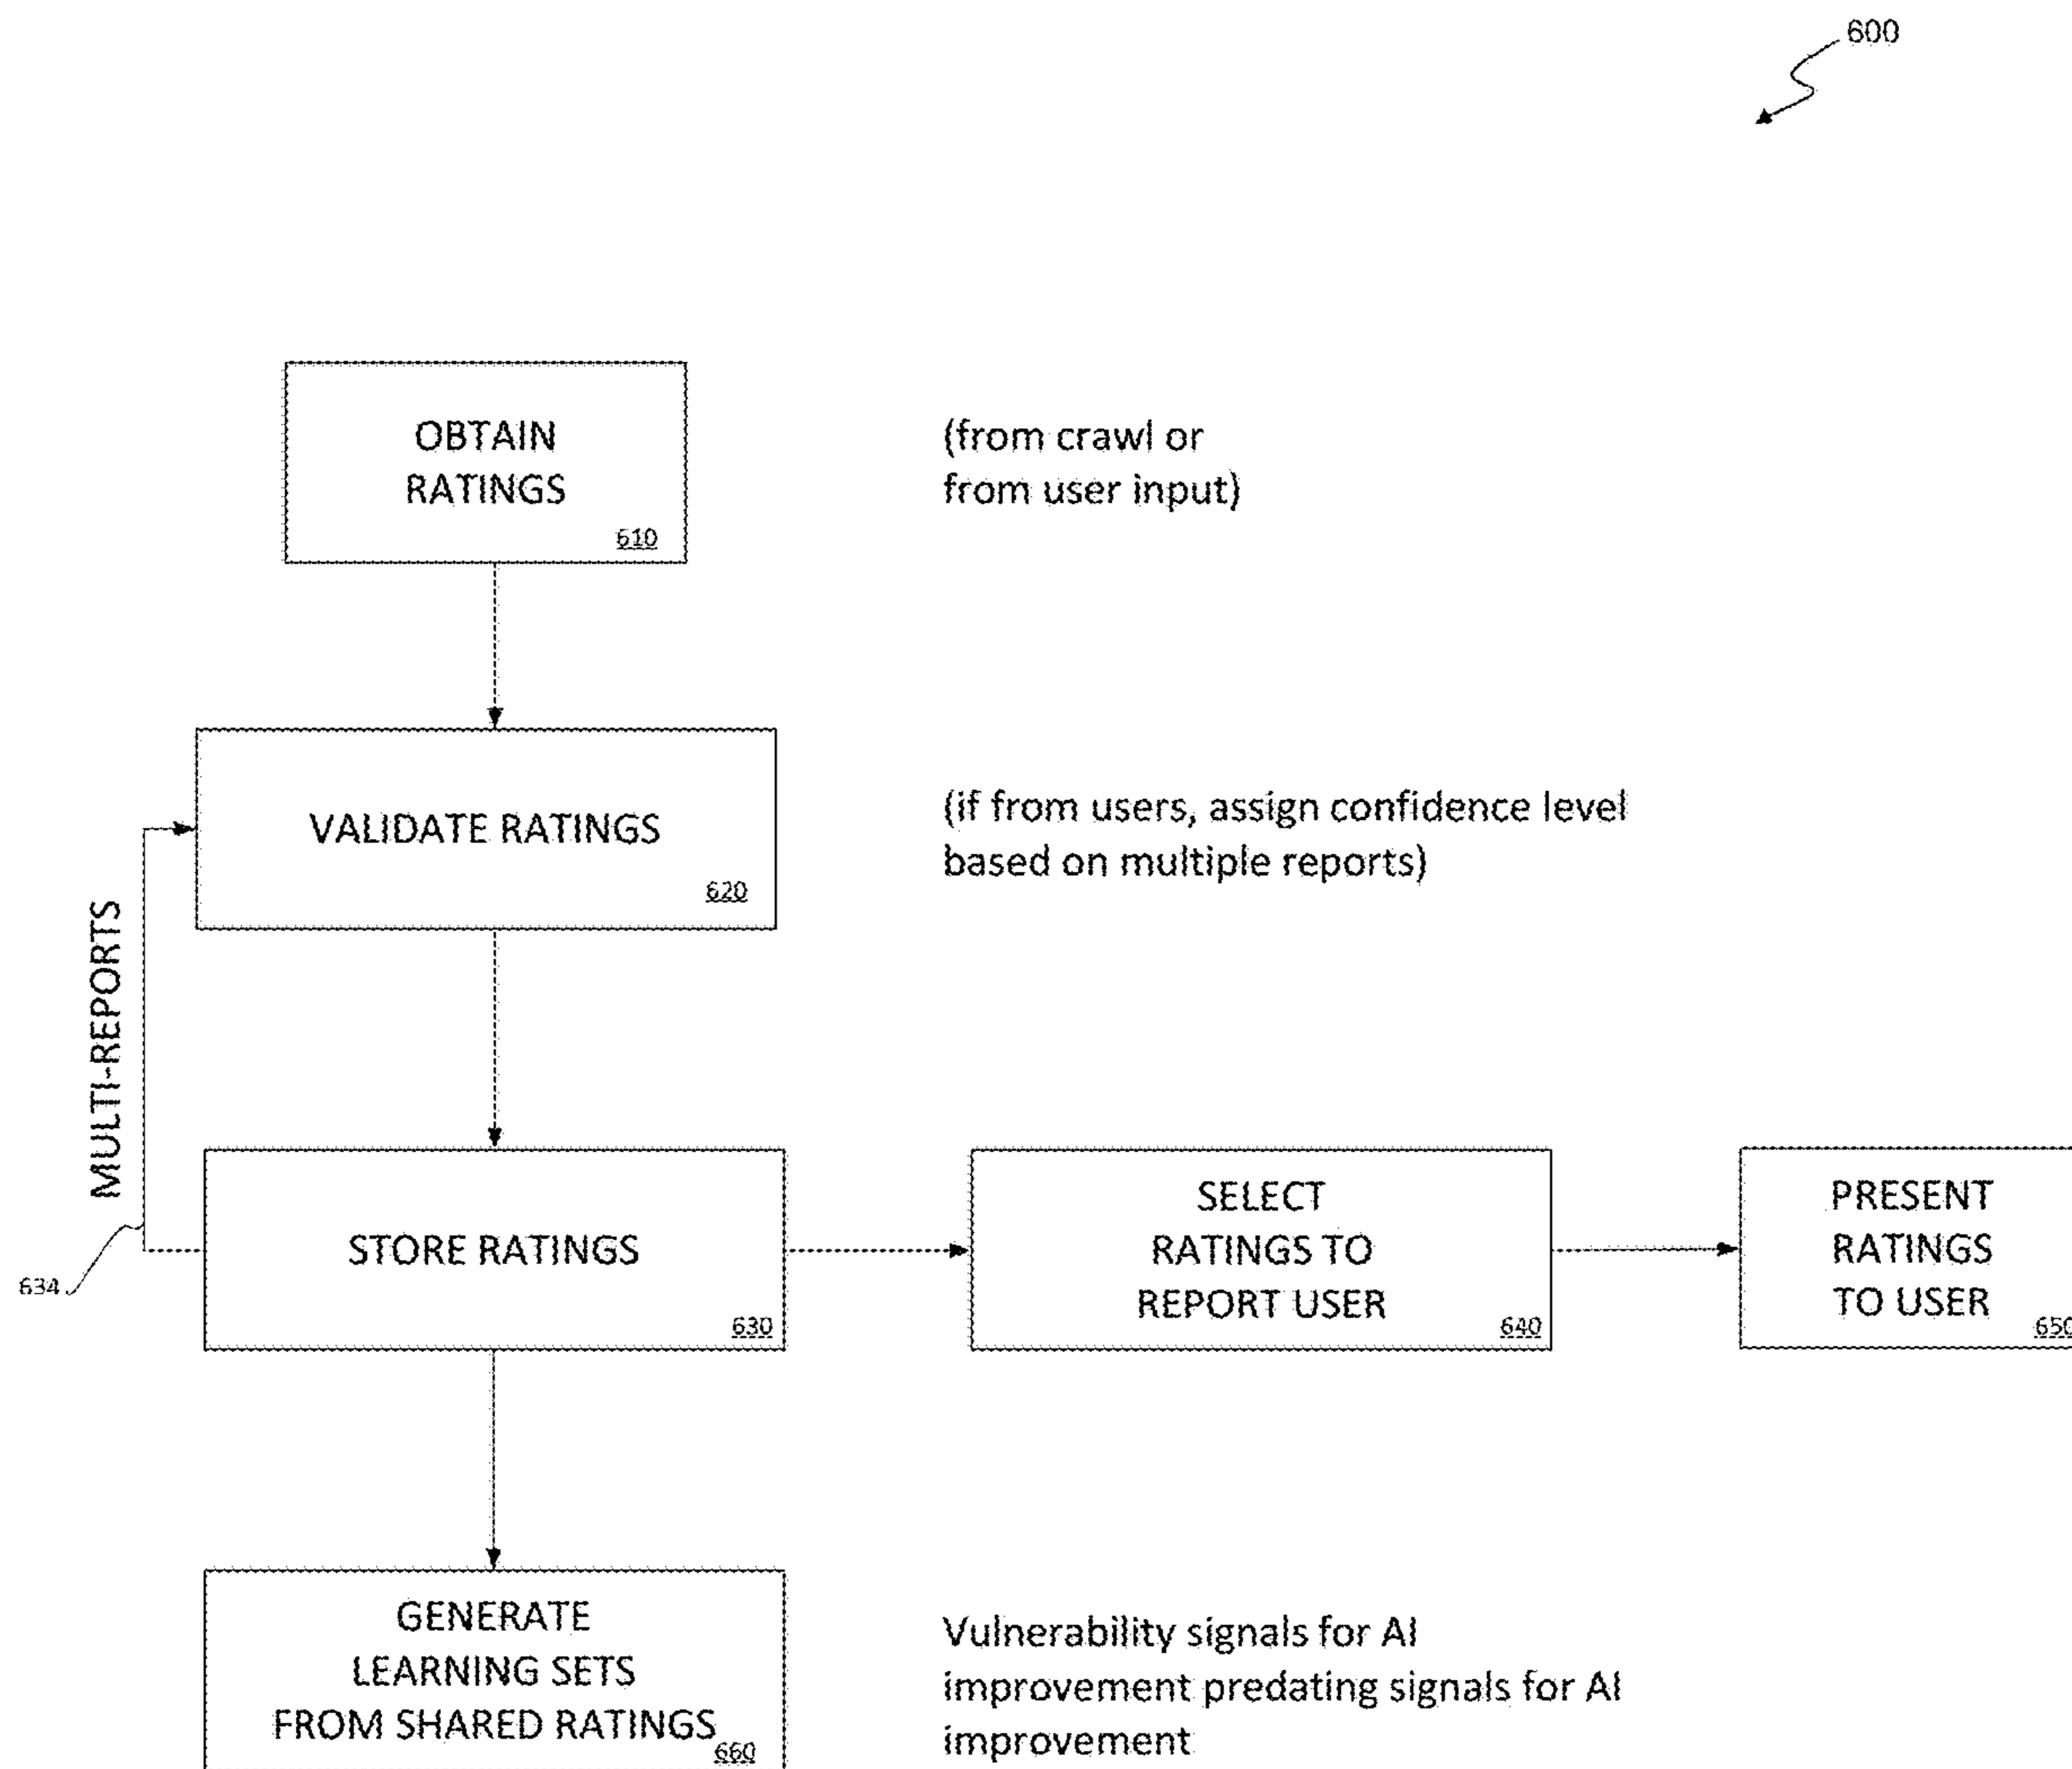 600
OBTAIN
RATINGS
610
(from crawl or
from user input)
VALIDATE RATINGS
620
(if from users, assign confidence level
based on multiple reports)
MULTI-REPORTS
634
STORE RATINGS
630
SELECT
RATINGS TO
REPORT USER
640
PRESENT
RATINGS
TO USER
650
GENERATE
LEARNING SETS
FROM SHARED RATINGS
660
Vulnerability signals for AI
improvement predating signals for AI
improvement